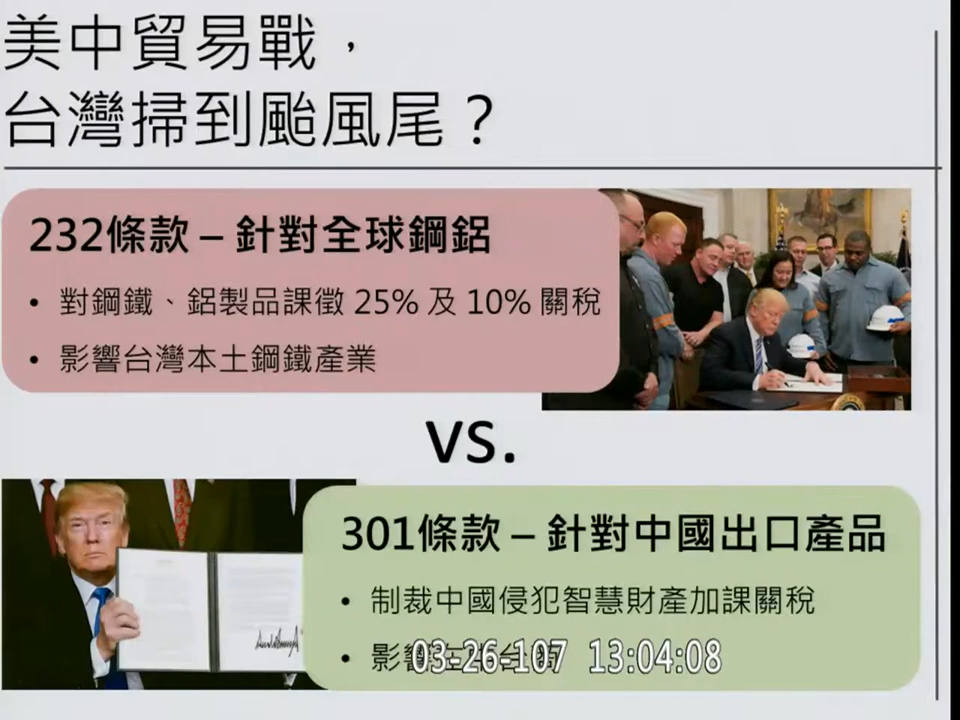 美中貿易戰，
台灣掃到颱風尾？
232條款 – 針對全球鋼鋁
• 對鋼鐵、鋁製品課徵 25% 及 10% 關稅
• 影響台灣本土鋼鐵產業
VS.
301條款 – 針對中國出口產品
• 制裁中國侵犯智慧財產加課關稅
• 影響
03-26-107 13:04:08